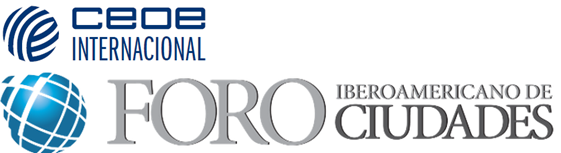 CEOE
INTERNACIONAL
FORO IBEROAMERICANO DE
CIUDADES